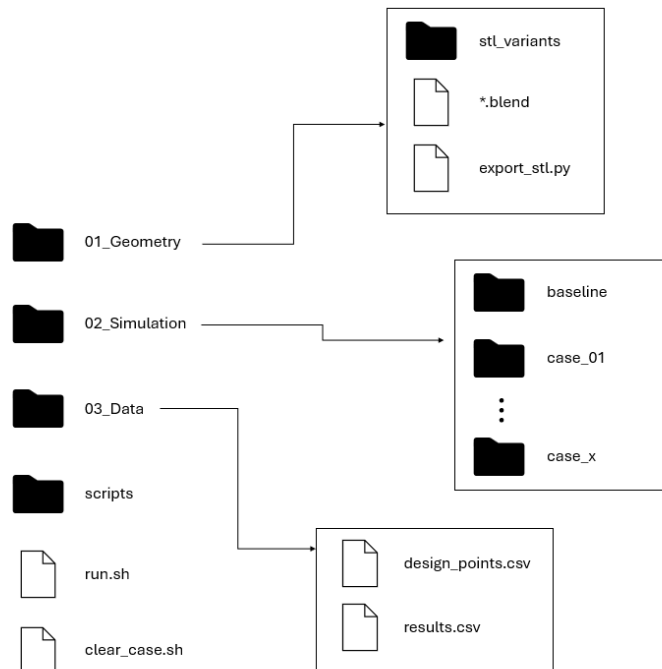 stl_variants
*.blend
export_stl.py
01_Geometry
02_Simulation
03_Data
scripts
run.sh
clear_case.sh
baseline
case_01
case_x
design_points.csv
results.csv